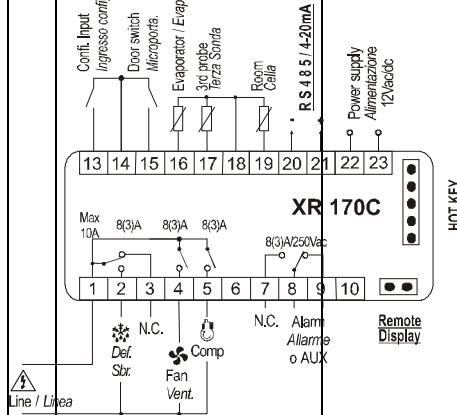 Confi. Input
Ingresso config
Door switch
Microporta.
Evaporator / Evap
3rd probe
Terza Sonda
Room
Cella
RS485 / 4-20mA
Power supply
Alimentazione
12Vac/dc
13 14 15 16 17 18 19 20 21 22 23
XR 170C
HOT KEY
Max
10A
8(3)A 8(3)A 8(3)A
8(3)A/250Vac
1 2 3 4 5 6 7 8 9 10
Def.
Sbr.
N.C.
Fan
Vent.
Comp
N.C.
Alarm
Allarme
o AUX
Remote
Display
Line / Linea